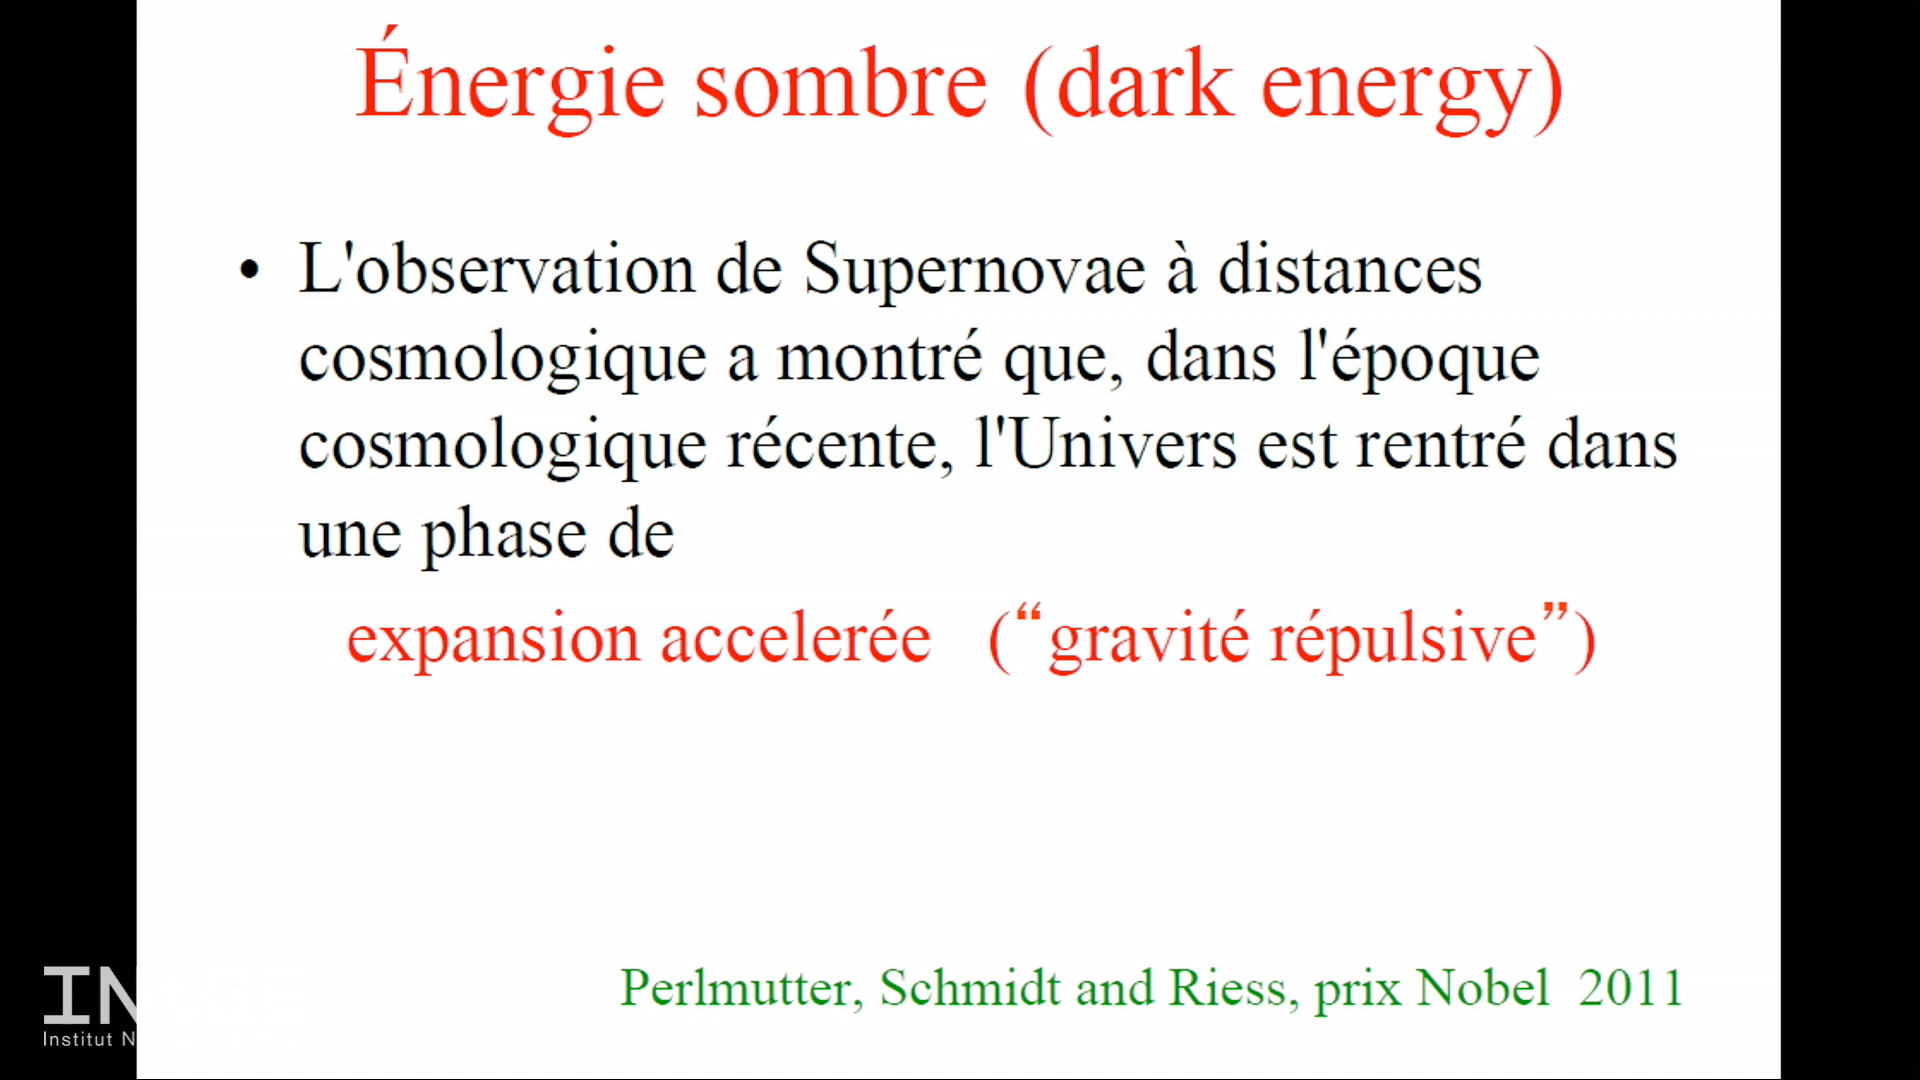 Énergie sombre (dark energy)
• L'observation de Supernovae à distances
cosmologique a montré que, dans l'époque
cosmologique récente, l'Univers est rentré dans
une phase de
expansion accelerée (“gravité répulsive”)
Perlmutter, Schmidt and Riess, prix Nobel 2011
Institut